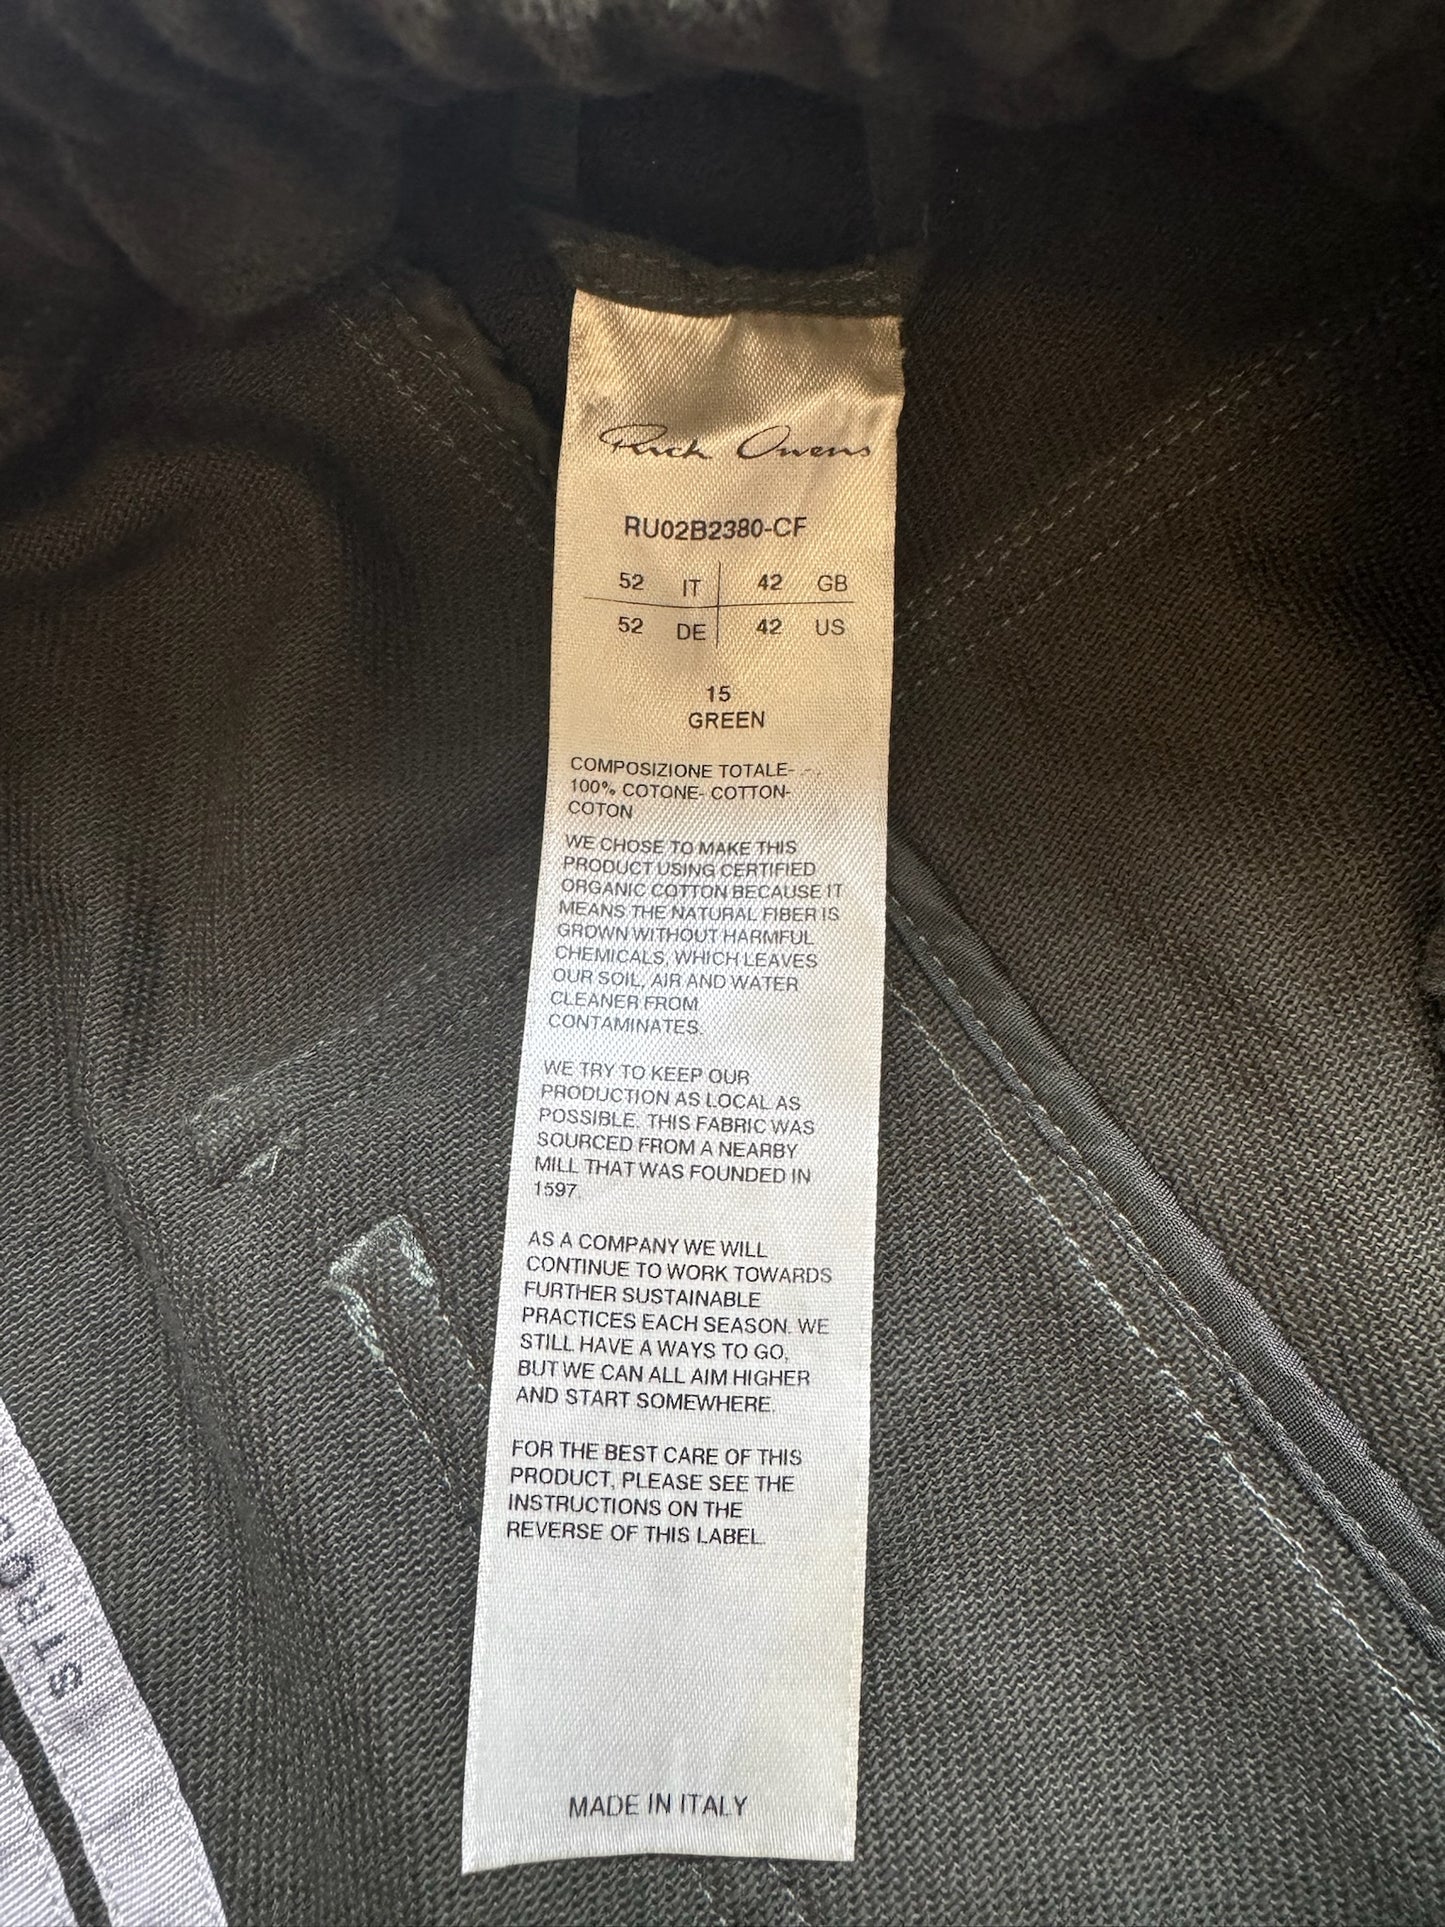 Rick Owens
RU02B2380-CF
52 IT 42 GB
52 DE 42 US
15
GREEN
COMPOSIZIONE TOTALE-
100% COTONE- COTTON-
COTON
WE CHOSE TO MAKE THIS
PRODUCT USING CERTIFIED
ORGANIC COTTON BECAUSE IT
MEANS THE NATURAL FIBER IS
GROWN WITHOUT HARMFUL
CHEMICALS, WHICH LEAVES
OUR SOIL, AIR AND WATER
CLEANER FROM
CONTAMINATES.
WE TRY TO KEEP OUR
PRODUCTION AS LOCAL AS
POSSIBLE. THIS FABRIC WAS
SOURCED FROM A NEARBY
MILL THAT WAS FOUNDED IN
1597.
AS A COMPANY WE WILL
CONTINUE TO WORK TOWARDS
FURTHER SUSTAINABLE
PRACTICES EACH SEASON. WE
STILL HAVE A WAYS TO GO,
BUT WE CAN ALL AIM HIGHER
AND START SOMEWHERE.
FOR THE BEST CARE OF THIS
PRODUCT, PLEASE SEE THE
INSTRUCTIONS ON THE
REVERSE OF THIS LABEL.
MADE IN ITALY